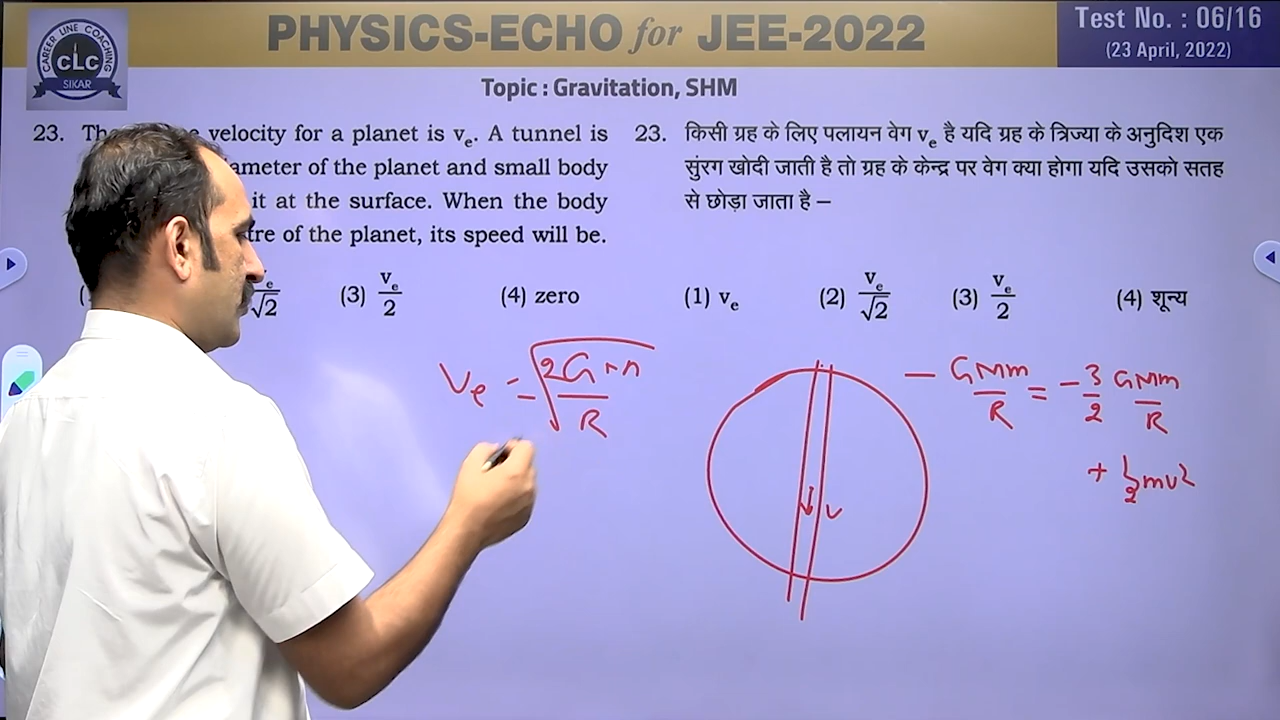 CAREER LINE COACHING
CLC
SIKAR
PHYSICS-ECHO for JEE-2022
Test No. : 06/16
(23 April, 2022)
Topic : Gravitation, SHM
23. velocity for a planet is vₑ. A tunnel is
of the planet and small body
it at the surface. When the body
of the planet, its speed will be.
vₑ/√2 (3) vₑ/2 (4) zero
23. किसी ग्रह के लिए पलायन वेग vₑ है यदि ग्रह के त्रिज्या के अनुदिश एक
सुंरग खोदी जाती है तो ग्रह के केन्द्र पर वेग क्या होगा यदि उसको सतह
से छोड़ा जाता है –
(1) vₑ (2) vₑ/√2 (3) vₑ/2 (4) शून्य
Vₑ = √2Gm/R
V
- GMm/R = -3/2 GMm/R
+ 1/2 mv²